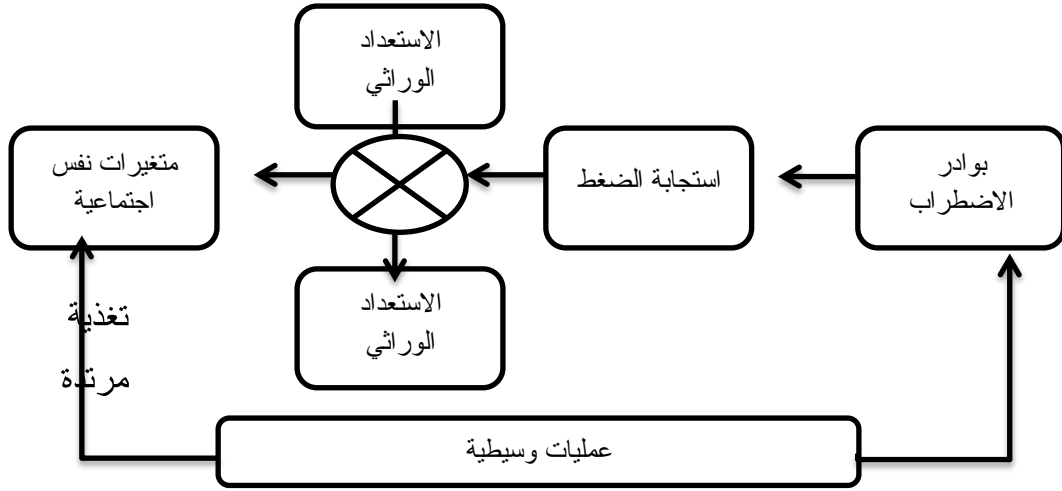 الاستعداد
الوراثي
بوادر
الاضطراب
استجابة الضغط
متغيرات نفس
اجتماعية
الاستعداد
الوراثي
تغذية
مرتدة
عمليات وسيطية